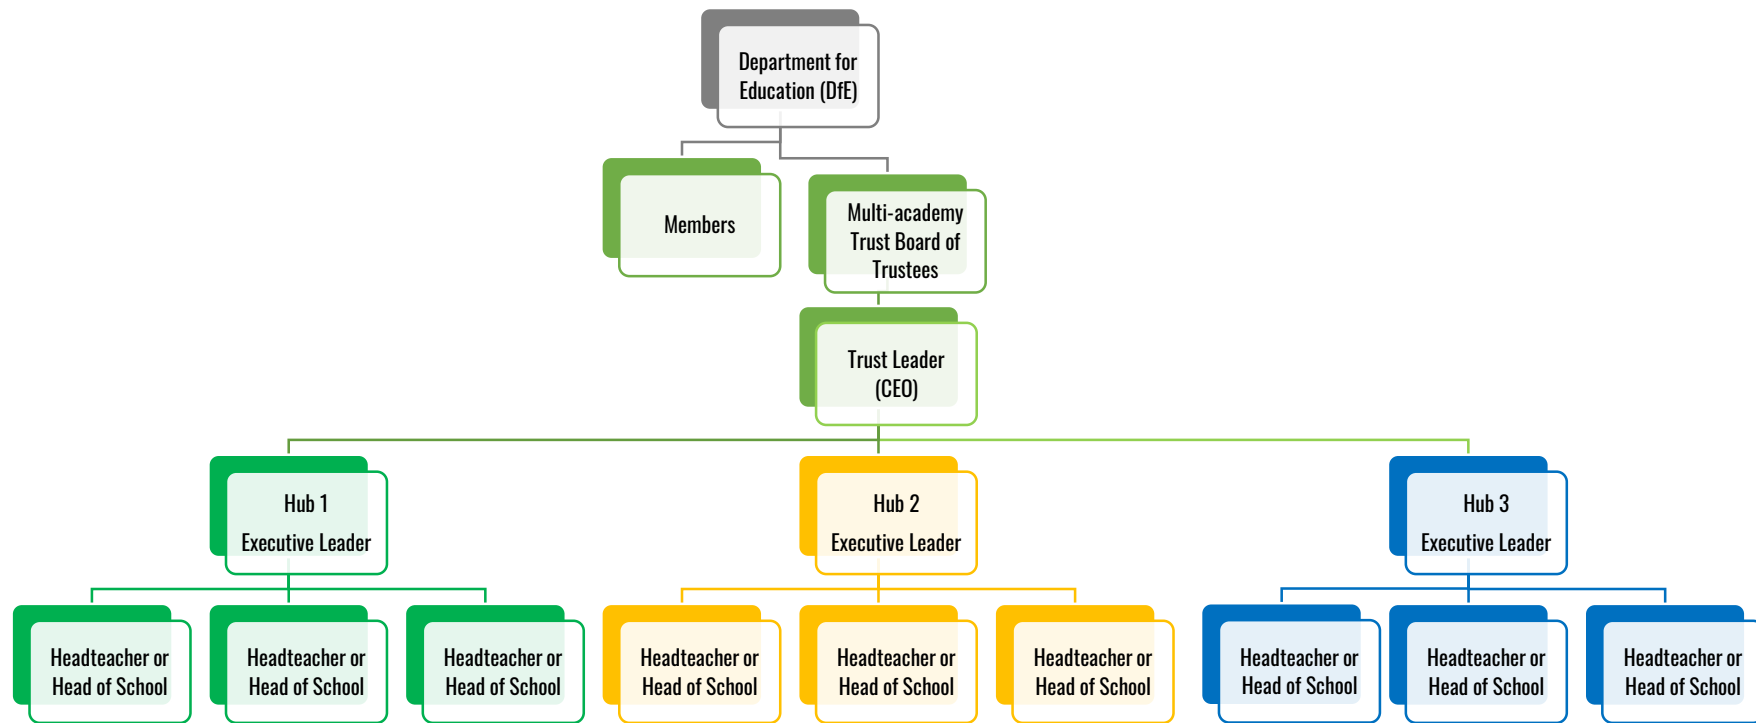 Department for
Education (DfE)
Members
Multi-academy
Trust Board of
Trustees
Trust Leader
(CEO)
Hub 1
Executive Leader
Hub 2
Executive Leader
Hub 3
Executive Leader
Headteacher or
Head of School
Headteacher or
Head of School
Headteacher or
Head of School
Headteacher or
Head of School
Headteacher or
Head of School
Headteacher or
Head of School
Headteacher or
Head of School
Headteacher or
Head of School
Headteacher or
Head of School